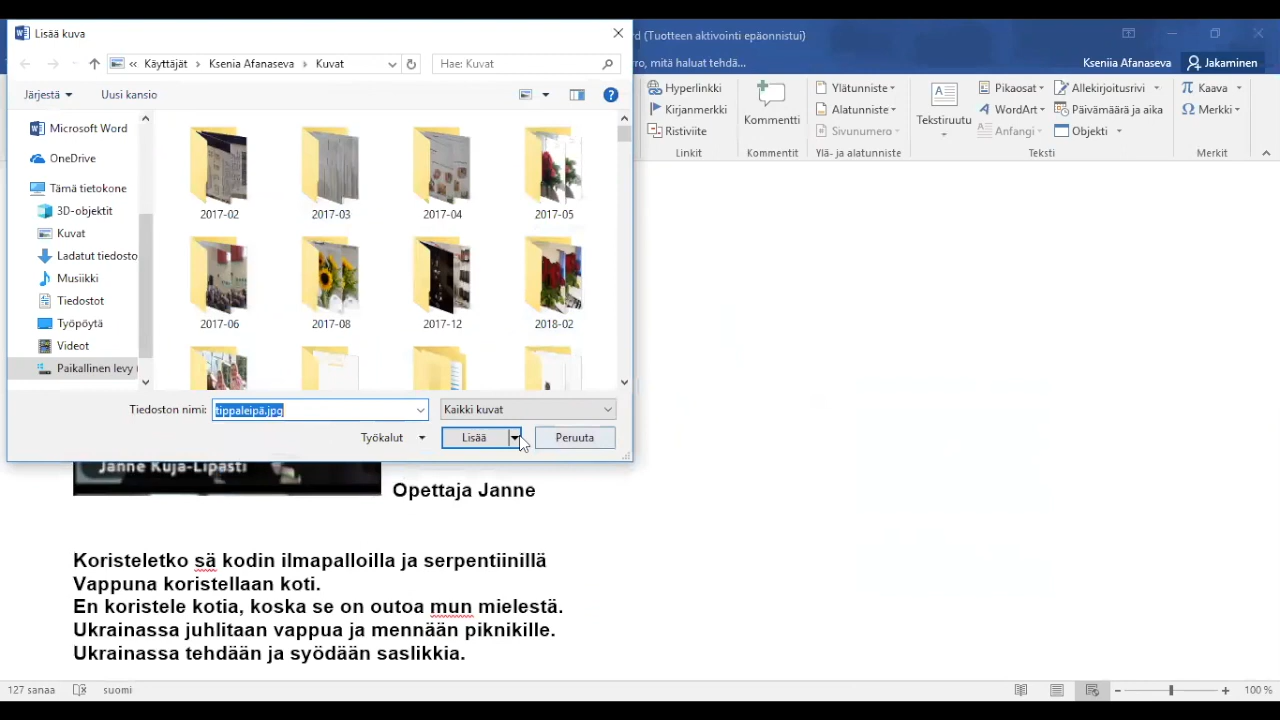 Lisää kuva
rd (Tuotteen aktivointi epäonnistui)
« Käyttäjät > Kseniia Afanaseva > Kuvat
Hae: Kuvat
rro, mitä haluat tehdä...
Kseniia Afanaseva
Jakaminen
Järjestä
Uusi kansio
Hyperlinkki
Kirjanmerkki
Ristiviite
Linkit
Kommentti
Kommentit
Ylätunniste
Alatunniste
Sivunumero
Ylä- ja alatunniste
Tekstiruutu
Pikaosat
WordArt
Anfangi
Allekirjoitusrivi
Päivämäärä ja aika
Objekti
Teksti
Kaava
Merkki
Merkit
Microsoft Word
OneDrive
Tämä tietokone
3D-objektit
Kuvat
Ladatut tiedosto
Musiikki
Tiedostot
Työpöytä
Videot
Paikallinen levy (
2017-02
2017-03
2017-04
2017-05
2017-06
2017-08
2017-12
2018-02
Tiedoston nimi: tippaleipä.jpg
Kaikki kuvat
Työkalut
Lisää
Peruuta
Janne Kuja-Lipasti
Opettaja Janne
Koristeletko sä kodin ilmapalloilla ja serpentiinillä
Vappuna koristellaan koti.
En koristele kotia, koska se on outoa mun mielestä.
Ukrainassa juhlitaan vappua ja mennään piknikille.
Ukrainassa tehdään ja syödään saslikkia.
127 sanaa
suomi
100 %